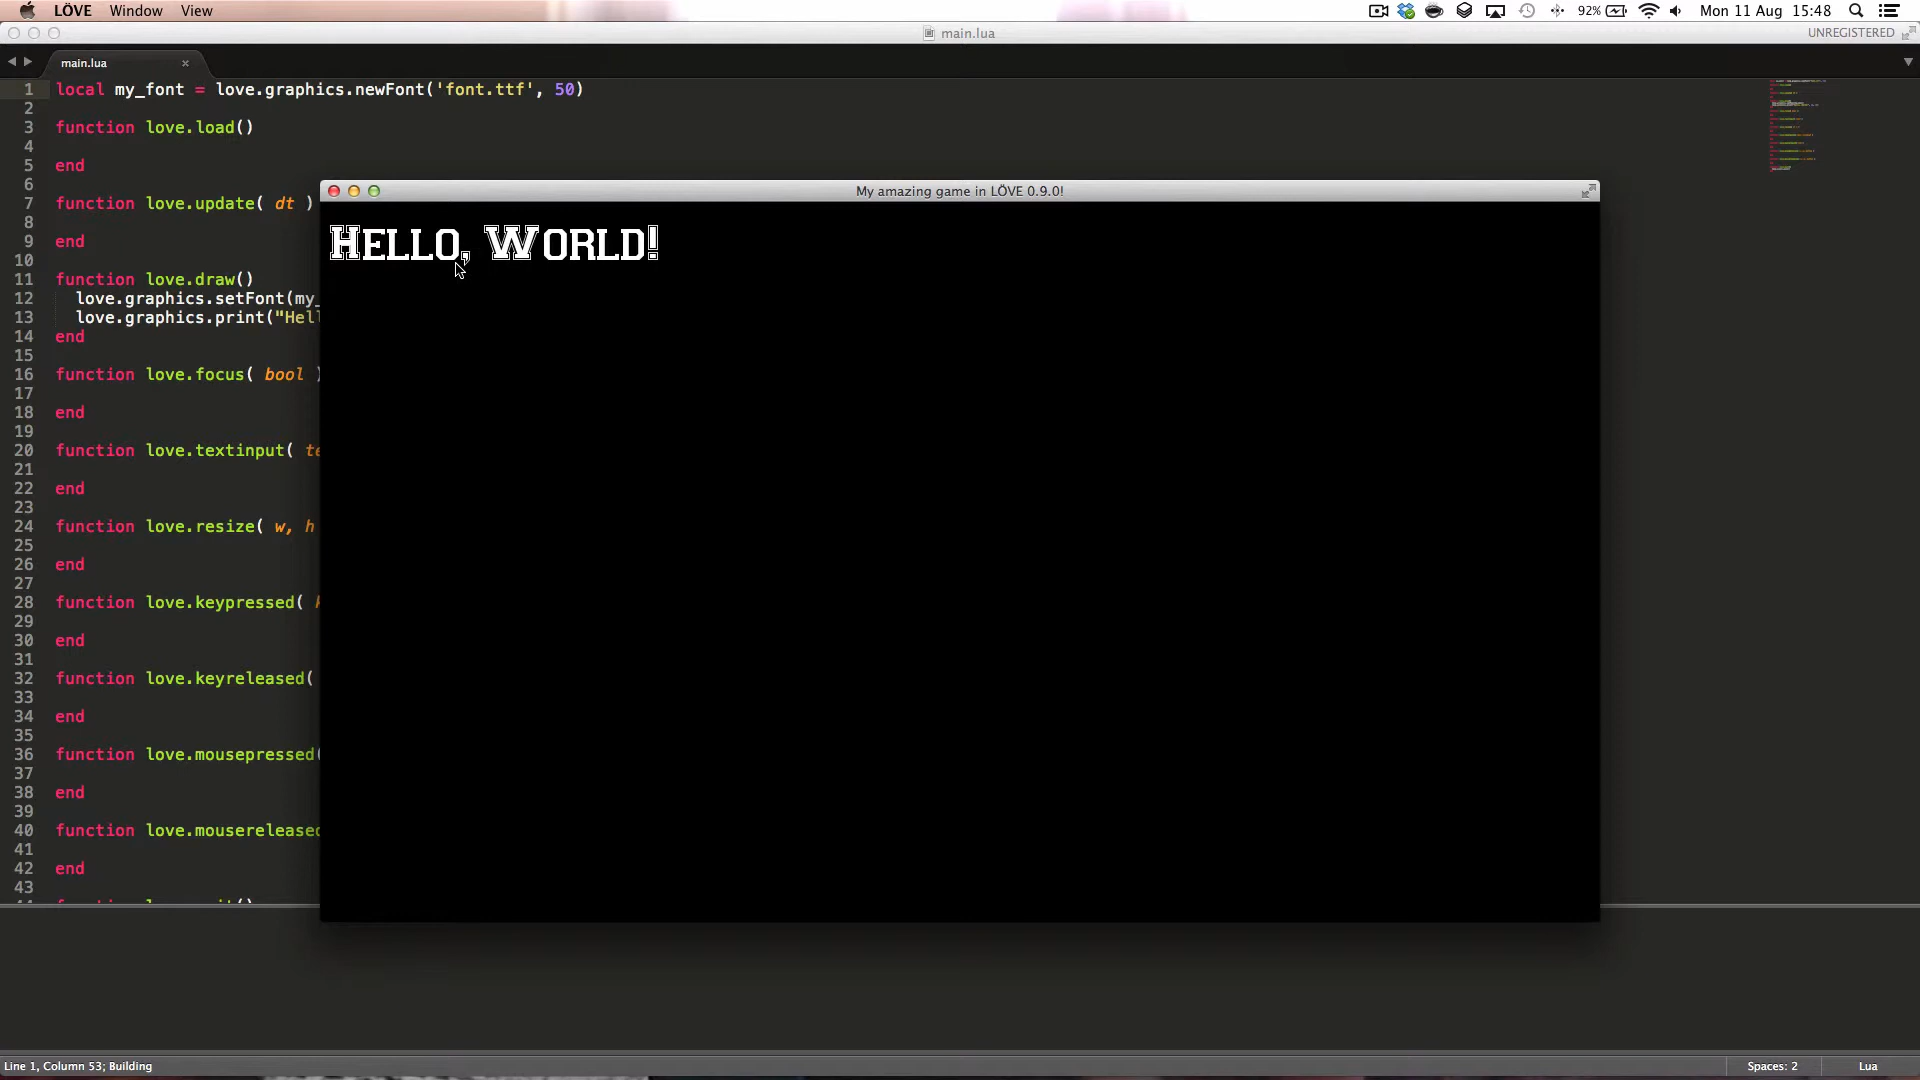 LÖVE Window View 92% Mon 11 Aug 15:48
main.lua UNREGISTERED
main.lua
1 local my_font = love.graphics.newFont('font.ttf', 50)
2
3 function love.load()
4
5 end
6
7 function love.update( dt )
8
9 end
10
11 function love.draw()
12 love.graphics.setFont(my_
13 love.graphics.print("Hell
14 end
15
16 function love.focus( bool )
17
18 end
19
20 function love.textinput( te
21
22 end
23
24 function love.resize( w, h
25
26 end
27
28 function love.keypressed( k
29
30 end
31
32 function love.keyreleased(
33
34 end
35
36 function love.mousepressed(
37
38 end
39
40 function love.mousereleased
41
42 end
43
My amazing game in LÖVE 0.9.0!
Hello, World!
Line 1, Column 53; Building Spaces: 2 Lua